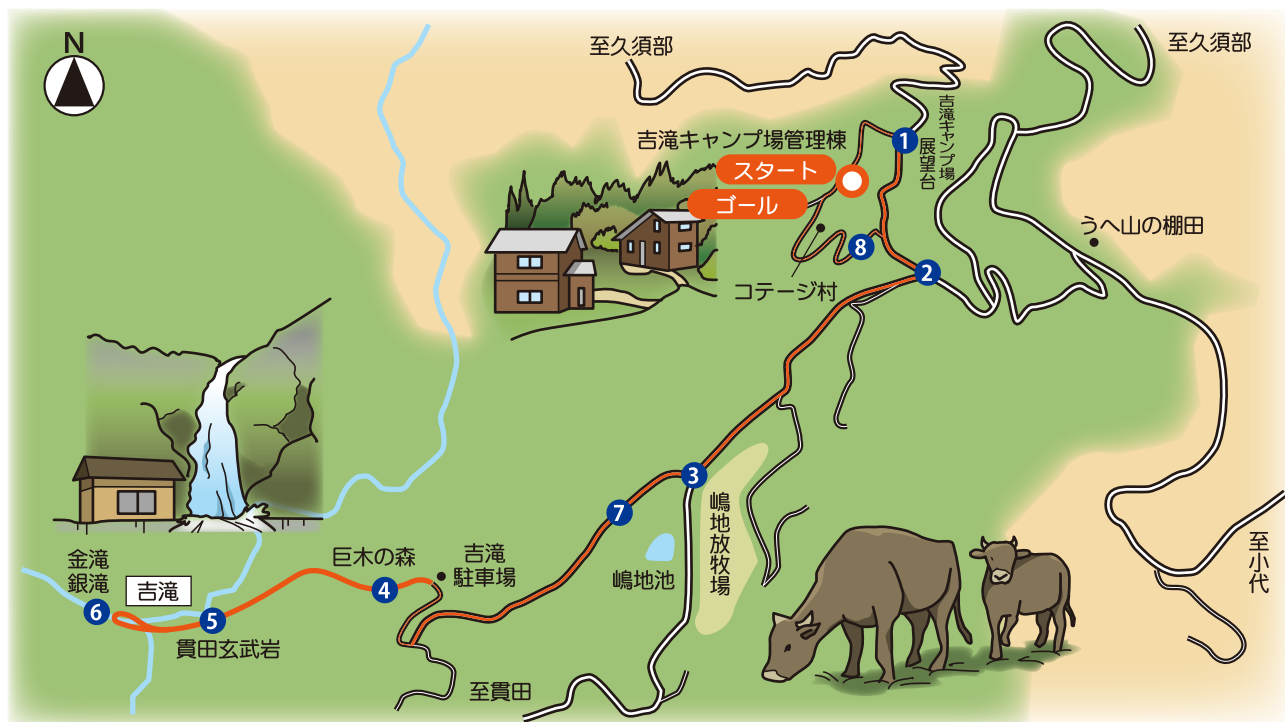 N
至久須部
至久須部
吉滝キャンプ場
展望台
1
吉滝キャンプ場管理棟
スタート
ゴール
うへ山の棚田
8
2
コテージ村
3
7
嶋地放牧場
嶋地池
至小代
金滝
銀滝
吉滝
巨木の森
吉滝
駐車場
4
6
5
貫田玄武岩
至貫田